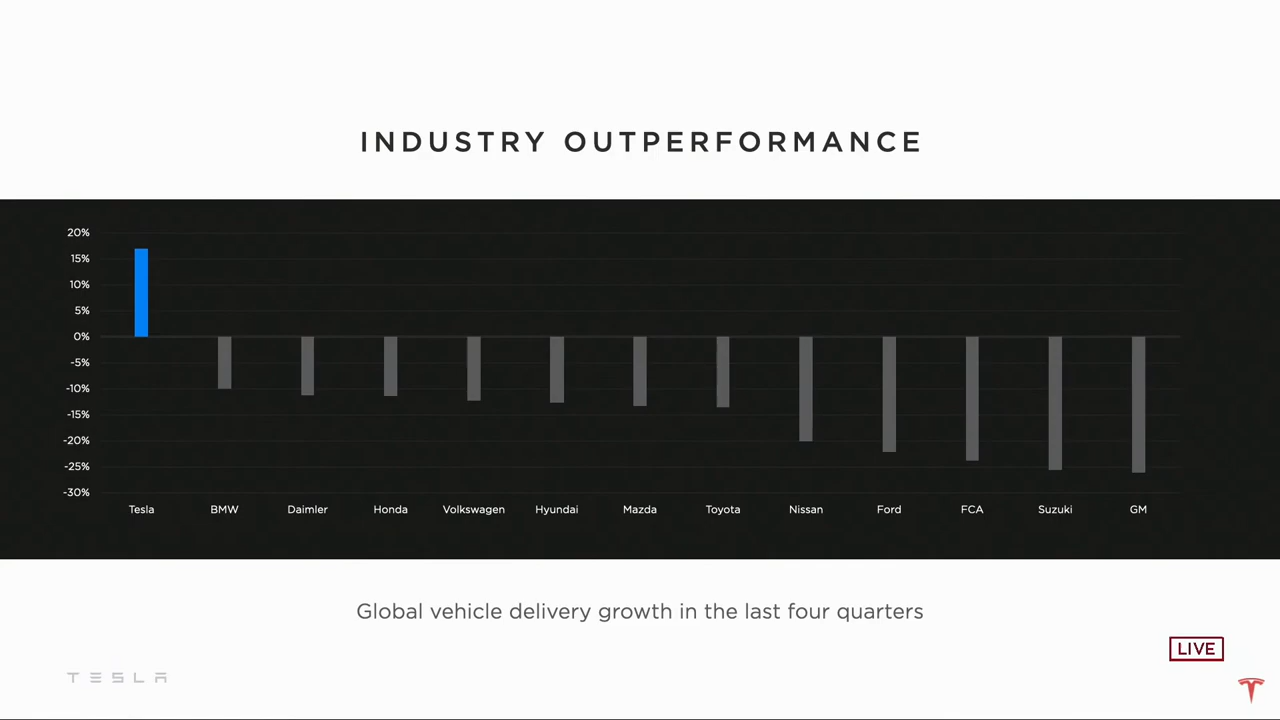 INDUSTRY OUTPERFORMANCE
20%
15%
10%
5%
0%
-5%
-10%
-15%
-20%
-25%
-30%
Tesla BMW Daimler Honda Volkswagen Hyundai Mazda Toyota Nissan Ford FCA Suzuki GM
Global vehicle delivery growth in the last four quarters
LIVE
TESLA